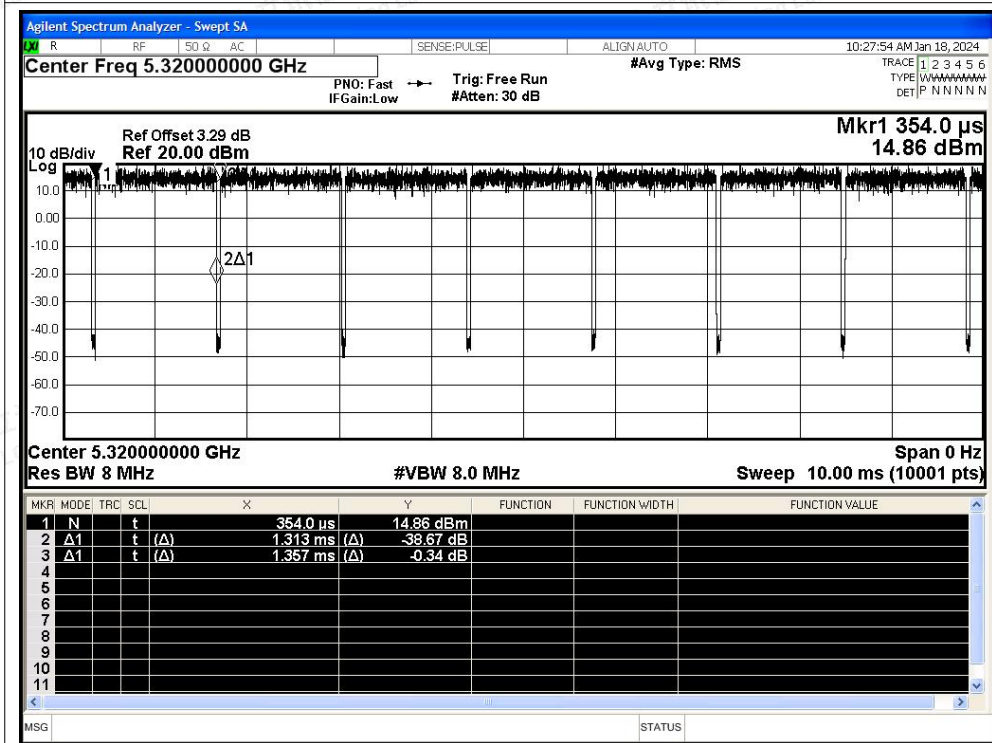 Agilent Spectrum Analyzer - Swept SA
LXI R RF 50 Ω AC SENSE:PULSE ALIGN AUTO 10:27:54 AM Jan 18, 2024
Center Freq 5.320000000 GHz
PNO: Fast
IFGain:Low
Trig: Free Run
#Atten: 30 dB
#Avg Type: RMS
TRACE 1 2 3 4 5 6
TYPE W
DET P N N N N N
Mkr1 354.0 µs
14.86 dBm
Ref Offset 3.29 dB
10 dB/div Ref 20.00 dBm
Log
1
10.0
0.00
-10.0
2Δ1
-20.0
-30.0
-40.0
-50.0
-60.0
-70.0
Center 5.320000000 GHz Span 0 Hz
Res BW 8 MHz #VBW 8.0 MHz Sweep 10.00 ms (10001 pts)
MKR MODE TRC SCL X Y FUNCTION FUNCTION WIDTH FUNCTION VALUE
1 N t 354.0 µs 14.86 dBm
2 Δ1 t (Δ) 1.313 ms (Δ) -38.67 dB
3 Δ1 t (Δ) 1.357 ms (Δ) -0.34 dB
4
5
6
7
8
9
10
11
MSG STATUS